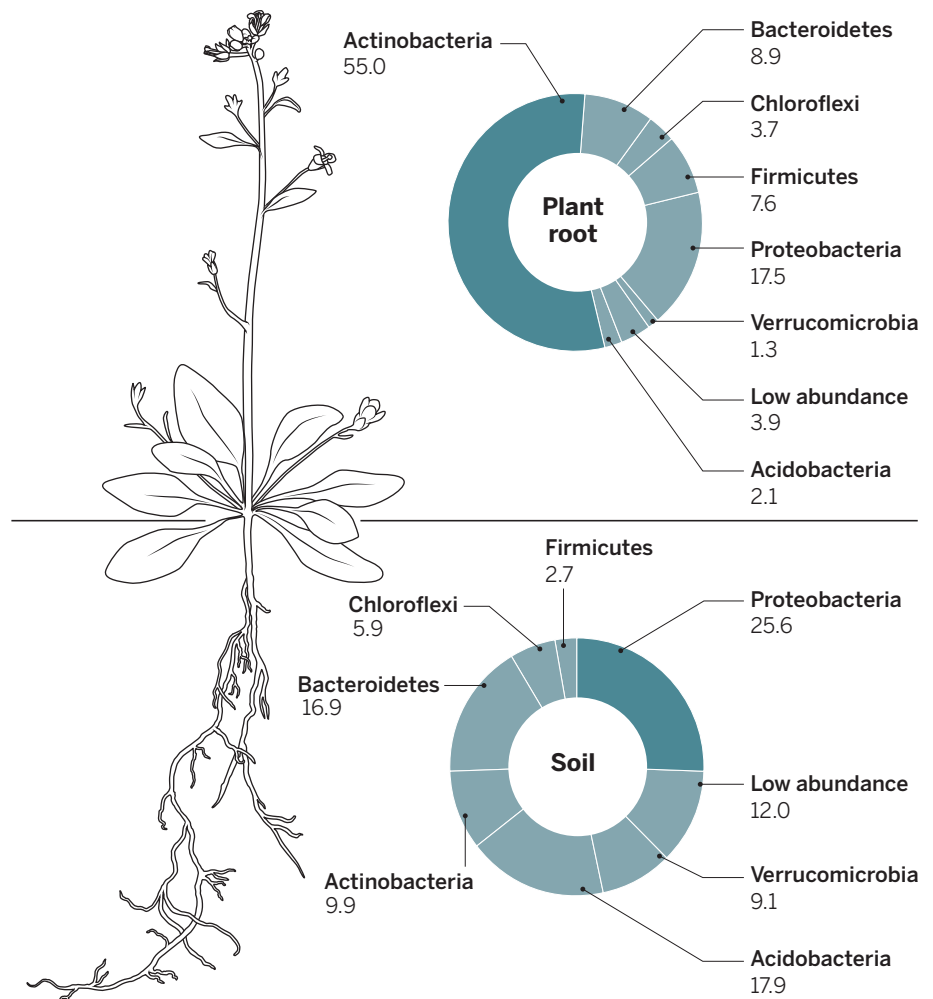 Actinobacteria
55.0
Bacteroidetes
8.9
Chloroflexi
3.7
Firmicutes
7.6
Plant
root
Proteobacteria
17.5
Verrucomicrobia
1.3
Low abundance
3.9
Acidobacteria
2.1
Firmicutes
2.7
Chloroflexi
5.9
Proteobacteria
25.6
Bacteroidetes
16.9
Soil
Low abundance
12.0
Actinobacteria
9.9
Verrucomicrobia
9.1
Acidobacteria
17.9